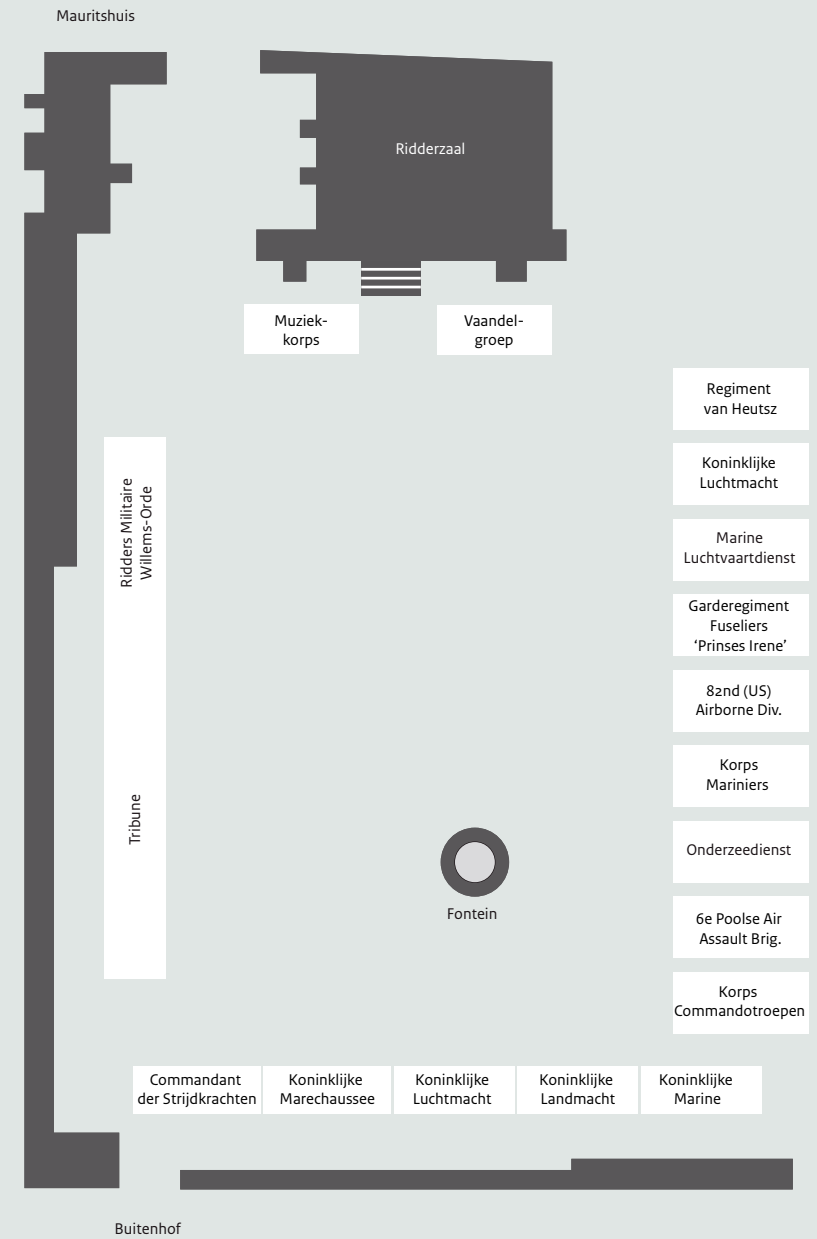 Mauritshuis
Ridderzaal
Muziek-
korps
Vaandel-
groep
Regiment
van Heutsz
Koninklijke
Luchtmacht
Marine
Luchtvaartdienst
Garderegiment
Fuseliers
‘Prinses Irene’
82nd (US)
Airborne Div.
Korps
Mariniers
Onderzeedienst
6e Poolse Air
Assault Brig.
Korps
Commandotroepen
Ridders Militaire
Willems-Orde
Tribune
Fontein
Commandant
der Strijdkrachten
Koninklijke
Marechaussee
Koninklijke
Luchtmacht
Koninklijke
Landmacht
Koninklijke
Marine
Buitenhof